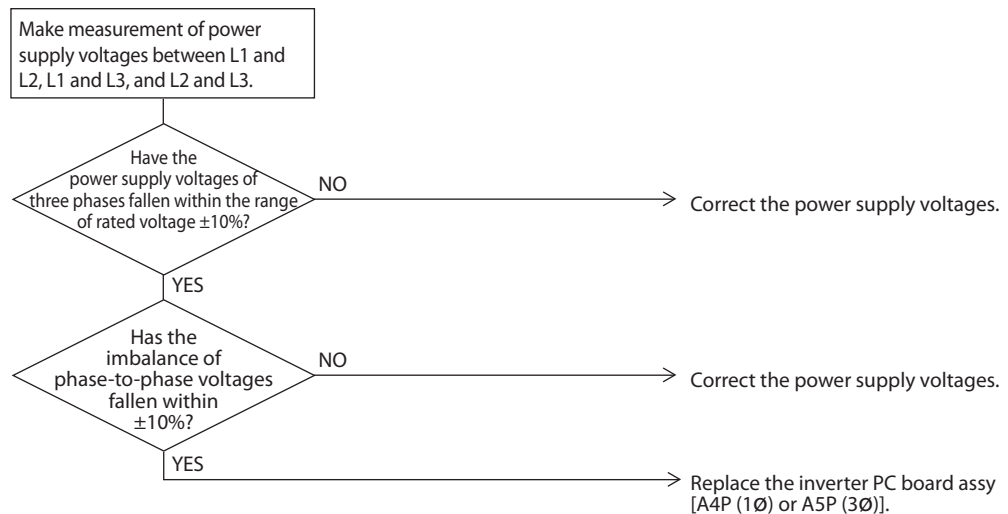 Make measurement of power
supply voltages between L1 and
L2, L1 and L3, and L2 and L3.
Have the
power supply voltages of
three phases fallen within the range
of rated voltage ±10%?
NO
Correct the power supply voltages.
YES
Has the
imbalance of
phase-to-phase voltages
fallen within
±10%?
NO
Correct the power supply voltages.
YES
Replace the inverter PC board assy
[A4P (1Ø) or A5P (3Ø)].